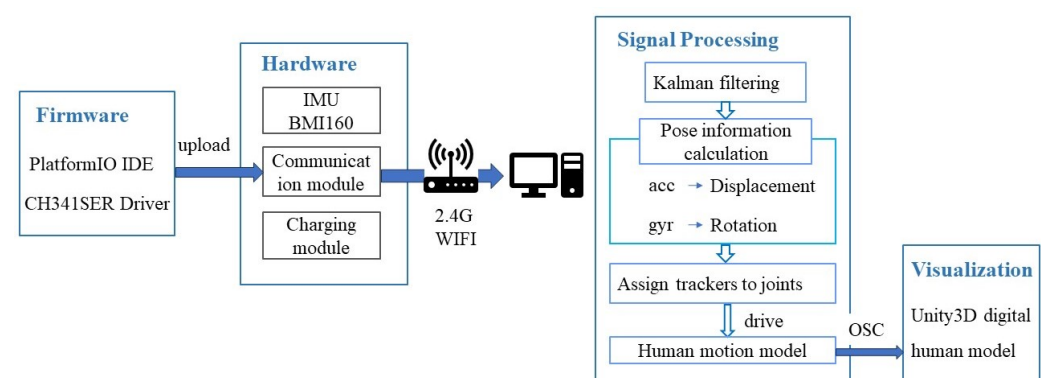 Firmware
PlatformIO IDE
CH341SER Driver
upload
Hardware
IMU
BMI160
Communicat
ion module
Charging
module
2.4G
WIFI
Signal Processing
Kalman filtering
Pose information
calculation
acc → Displacement
gyr → Rotation
Assign trackers to joints
drive
Human motion model
OSC
Visualization
Unity3D digital
human model